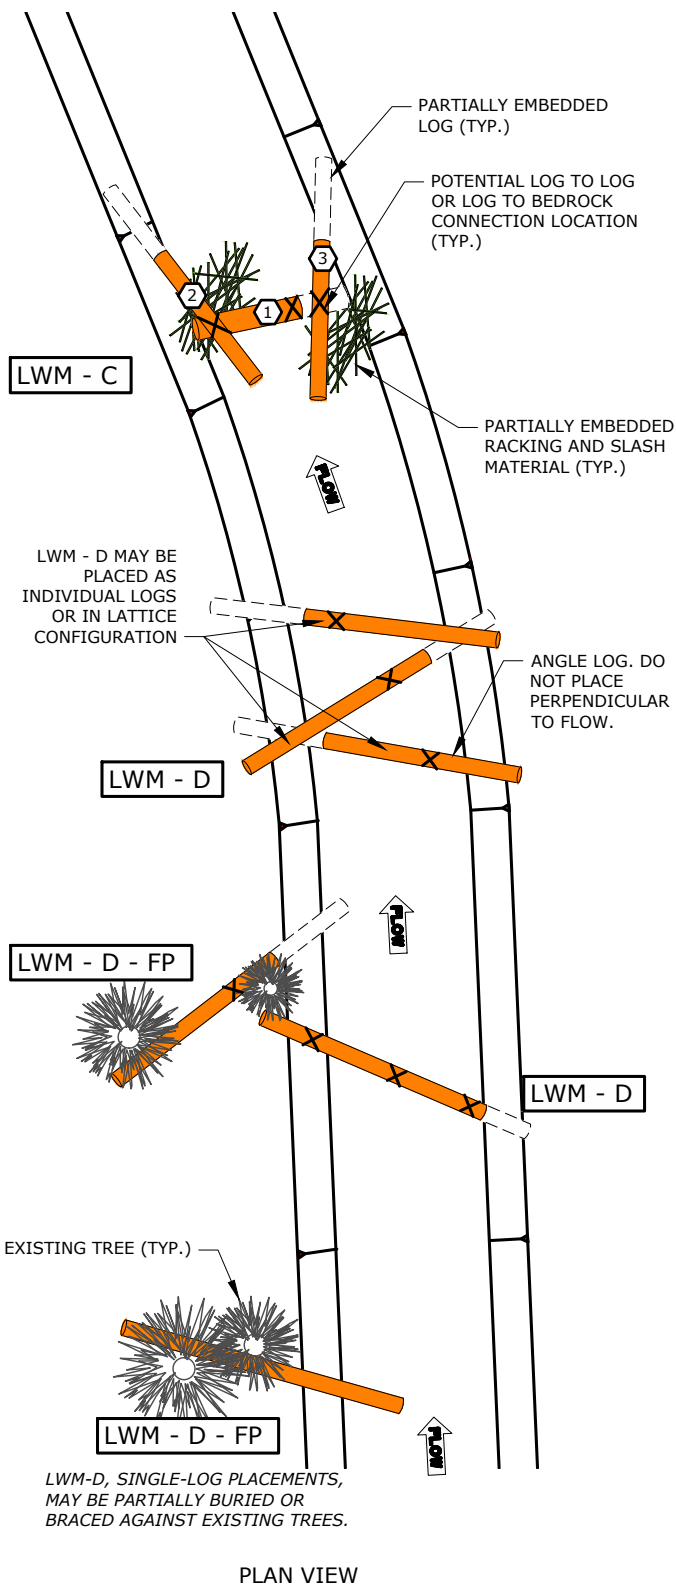 PARTIALLY EMBEDDED
LOG (TYP.)
POTENTIAL LOG TO LOG
OR LOG TO BEDROCK
CONNECTION LOCATION
(TYP.)
3
2
1
LWM - C
PARTIALLY EMBEDDED
RACKING AND SLASH
MATERIAL (TYP.)
FLOW
LWM - D MAY BE
PLACED AS
INDIVIDUAL LOGS
OR IN LATTICE
CONFIGURATION
ANGLE LOG. DO
NOT PLACE
PERPENDICULAR
TO FLOW.
LWM - D
FLOW
LWM - D - FP
LWM - D
EXISTING TREE (TYP.)
LWM - D - FP
FLOW
LWM-D, SINGLE-LOG PLACEMENTS,
MAY BE PARTIALLY BURIED OR
BRACED AGAINST EXISTING TREES.
PLAN VIEW